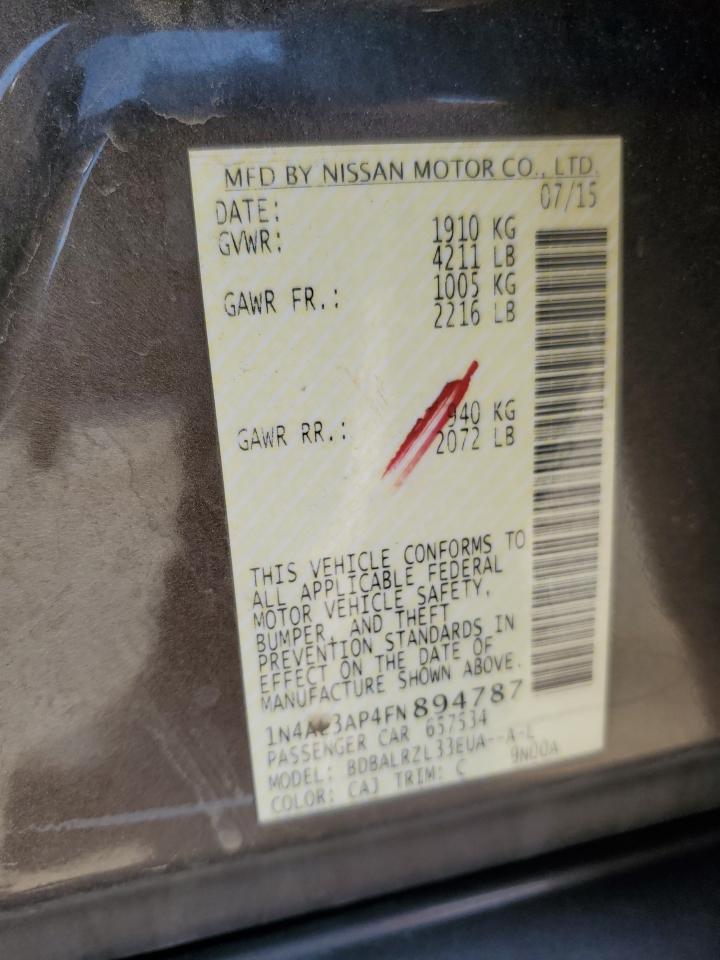 MFD BY NISSAN MOTOR CO., LTD.
DATE: 07/15
GVWR: 1910 KG
4211 LB
GAWR FR.: 1005 KG
2216 LB
GAWR RR.: 940 KG
2072 LB
THIS VEHICLE CONFORMS TO
ALL APPLICABLE FEDERAL
MOTOR VEHICLE SAFETY,
BUMPER, AND THEFT
PREVENTION STANDARDS IN
EFFECT ON THE DATE OF
MANUFACTURE SHOWN ABOVE.
1N4AL3AP4FN894787
PASSENGER CAR 657534
MODEL: BDBALRZL33EUA--A-L
COLOR: CAJ TRIM: C 9N00A